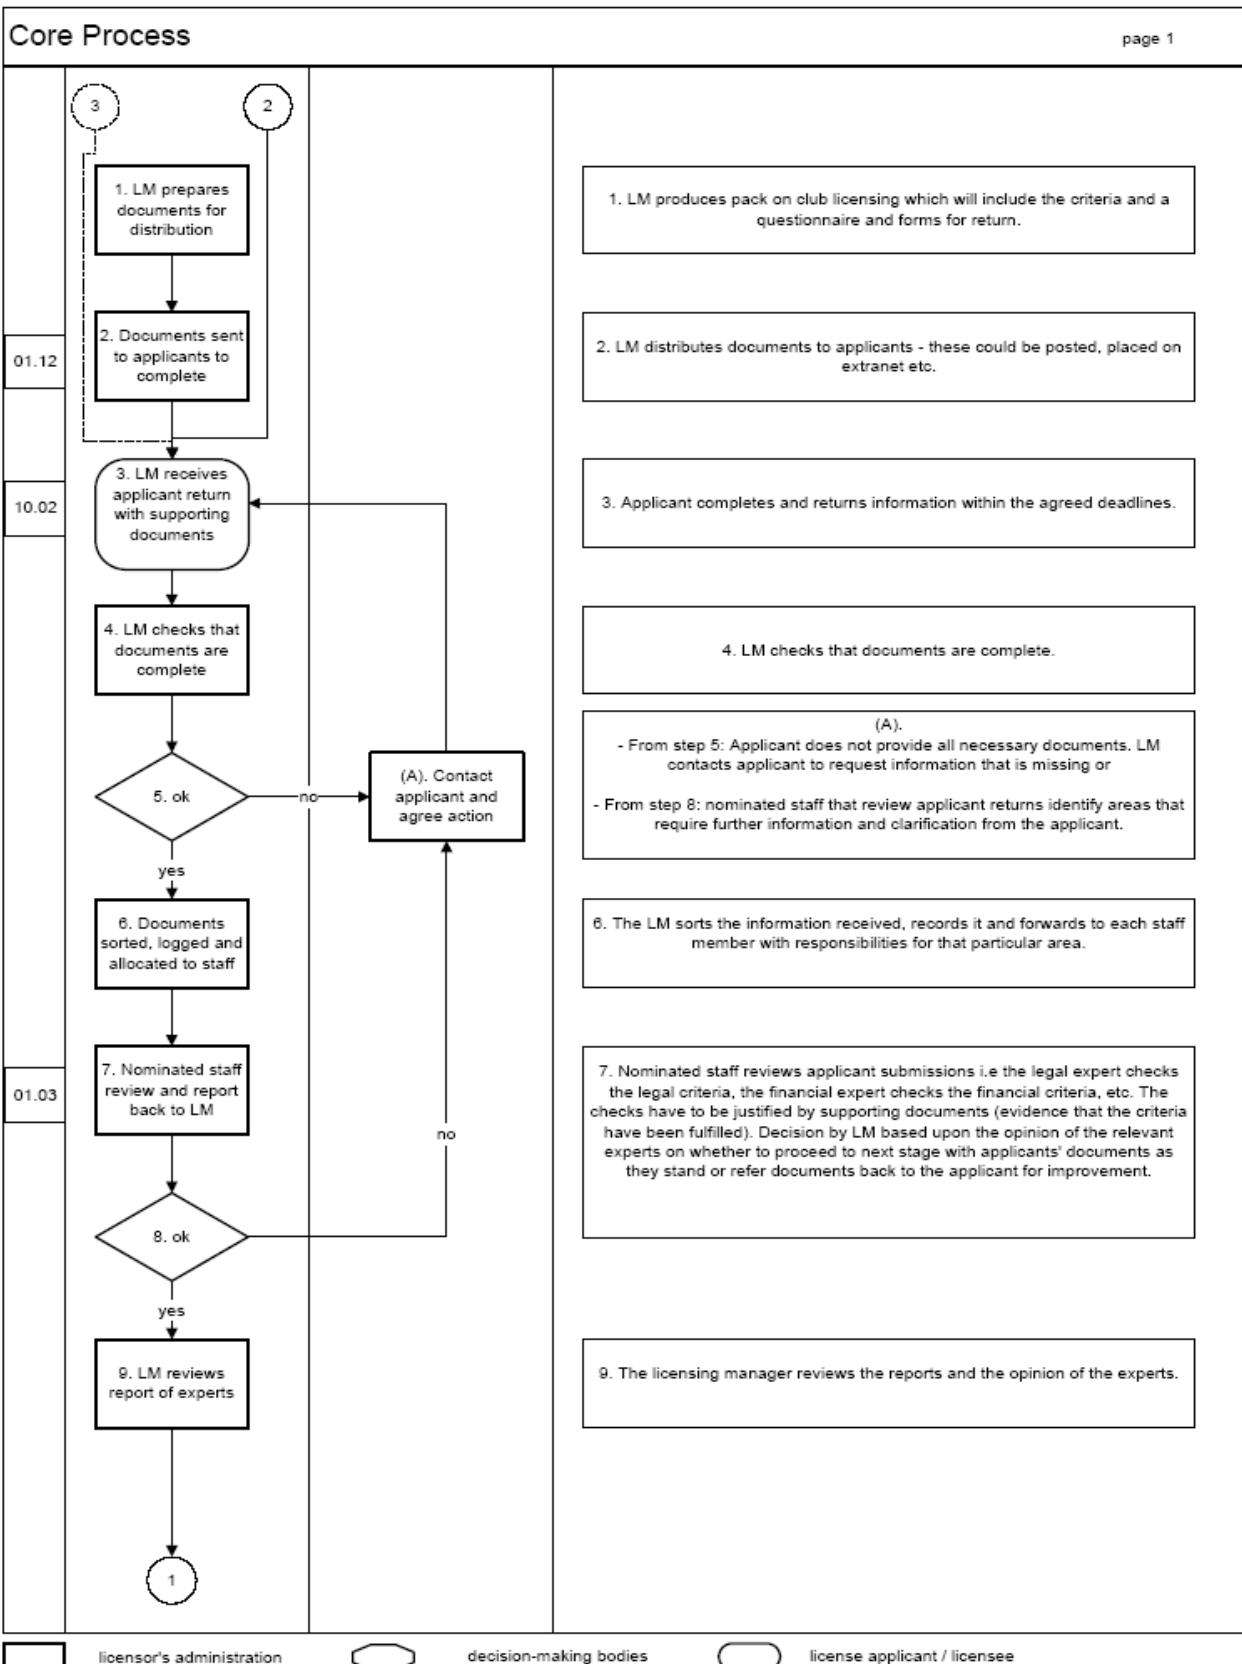 Core Process
page 1
3
2
1. LM prepares
documents for
distribution
1. LM produces pack on club licensing which will include the criteria and a
questionnaire and forms for return.
01.12
2. Documents sent
to applicants to
complete
2. LM distributes documents to applicants - these could be posted, placed on
extranet etc.
10.02
3. LM receives
applicant return
with supporting
documents
3. Applicant completes and returns information within the agreed deadlines.
4. LM checks that
documents are
complete
4. LM checks that documents are complete.
5. ok
no
yes
(A). Contact
applicant and
agree action
(A).
- From step 5: Applicant does not provide all necessary documents. LM
contacts applicant to request information that is missing or
- From step 8: nominated staff that review applicant returns identify areas that
require further information and clarification from the applicant.
6. Documents
sorted, logged and
allocated to staff
6. The LM sorts the information received, records it and forwards to each staff
member with responsibilities for that particular area.
01.03
7. Nominated staff
review and report
back to LM
no
7. Nominated staff reviews applicant submissions i.e the legal expert checks
the legal criteria, the financial expert checks the financial criteria, etc. The
checks have to be justified by supporting documents (evidence that the criteria
have been fulfilled). Decision by LM based upon the opinion of the relevant
experts on whether to proceed to next stage with applicants' documents as
they stand or refer documents back to the applicant for improvement.
8. ok
yes
9. LM reviews
report of experts
9. The licensing manager reviews the reports and the opinion of the experts.
1
licensor's administration
decision-making bodies
license applicant / licensee